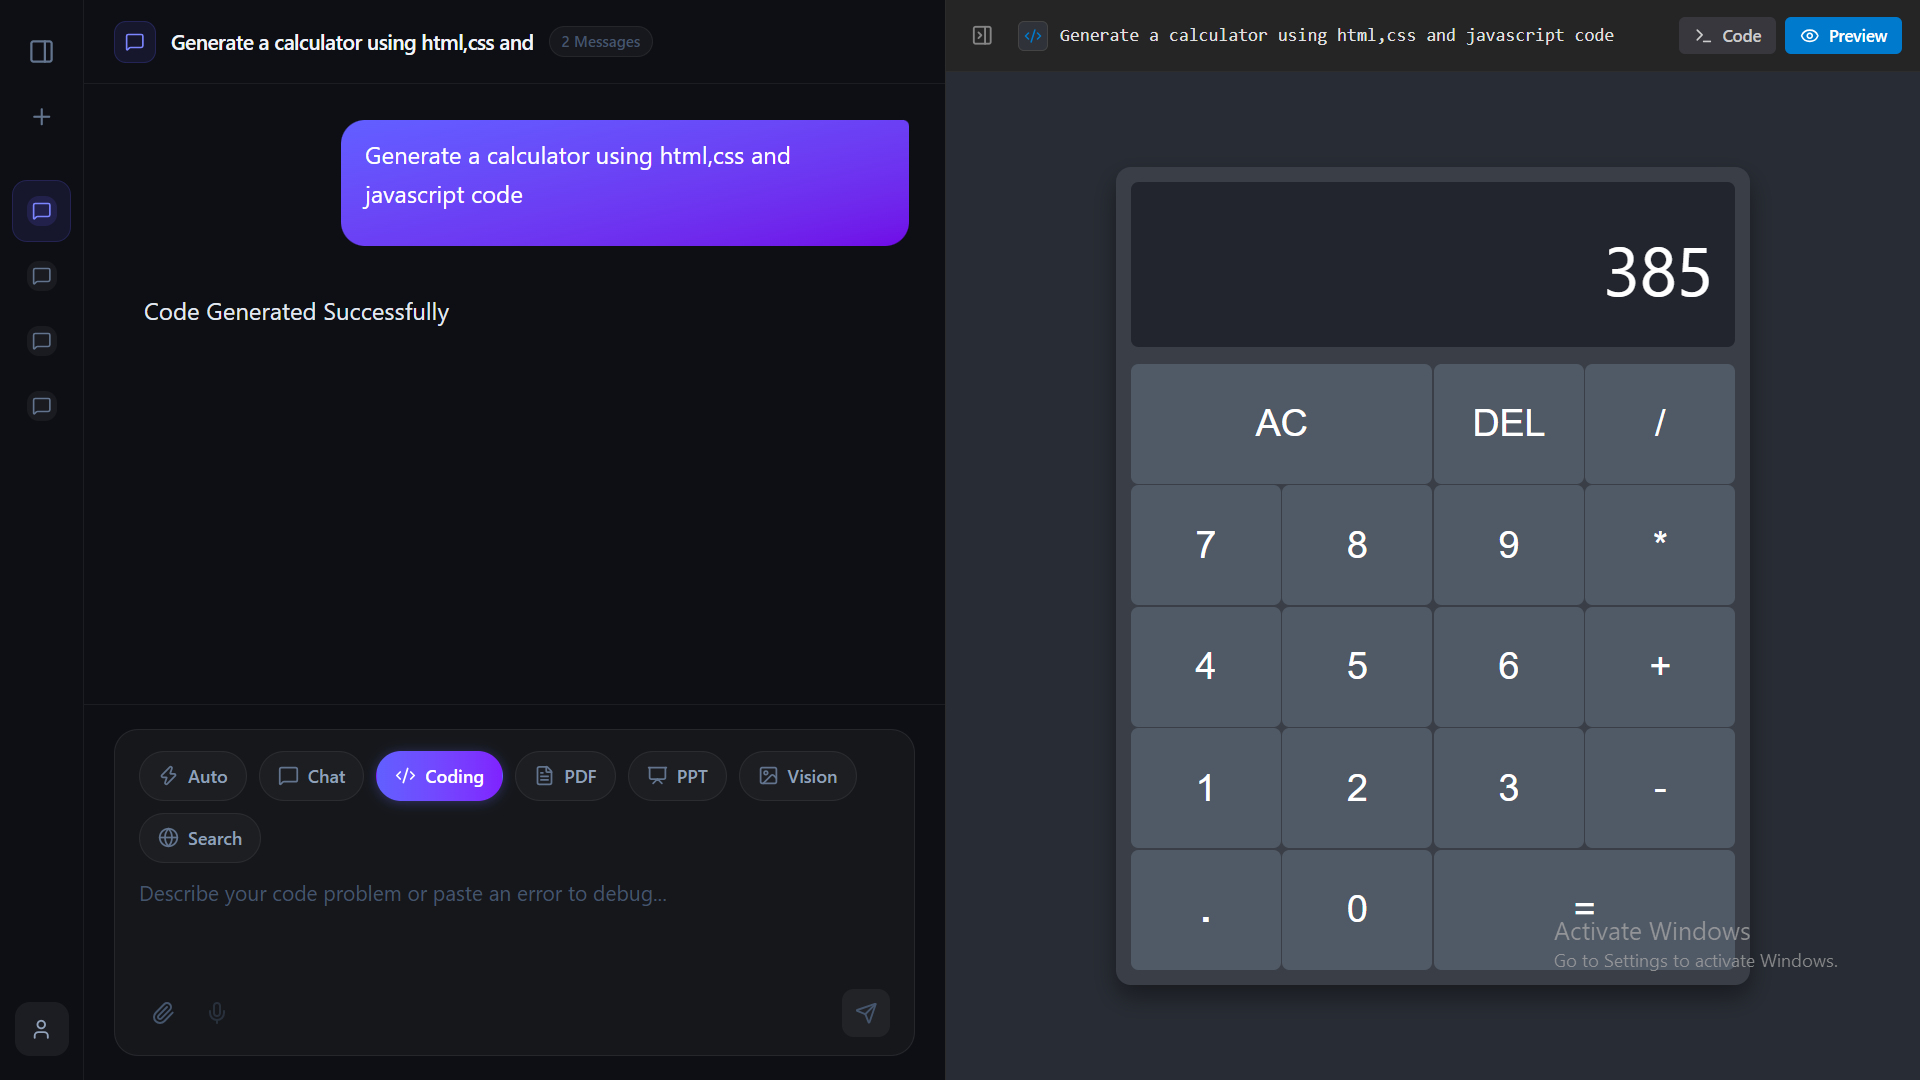 Generate a calculator using html,css and
2 Messages
Generate a calculator using html,css and
javascript code
Code Generated Successfully
Auto
Chat
</> Coding
PDF
PPT
Vision
Search
Describe your code problem or paste an error to debug...
</> Generate a calculator using html,css and javascript code
Code
Preview
385
AC DEL /
7 8 9 *
4 5 6 +
1 2 3 -
. 0 =
Activate Windows
Go to Settings to activate Windows.